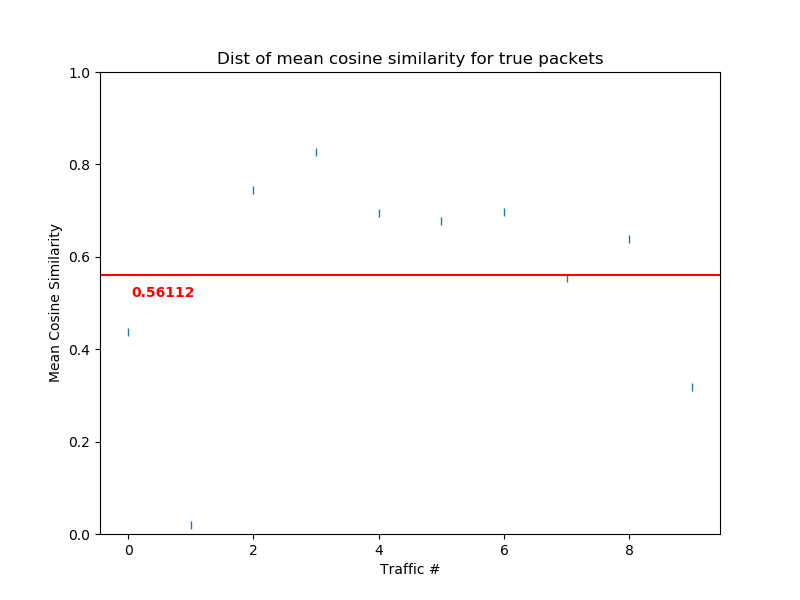 Dist of mean cosine similarity for true packets
1.0
0.8
0.6
0.4
0.2
0.0
Mean Cosine Similarity
0.56112
0 2 4 6 8
Traffic #